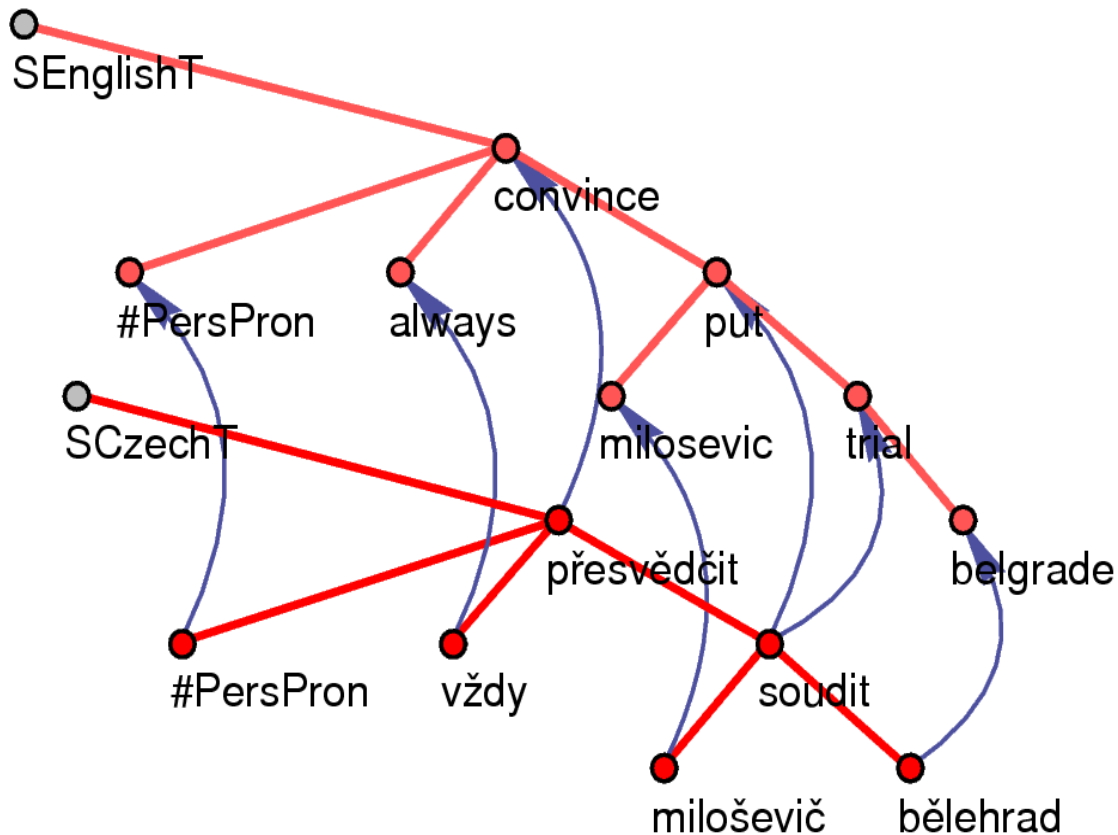 SEnglishT
convince
#PersPron always put
SCzechT milosevic trial
přesvědčit belgrade
#PersPron vždy soudit
miloševič bělehrad